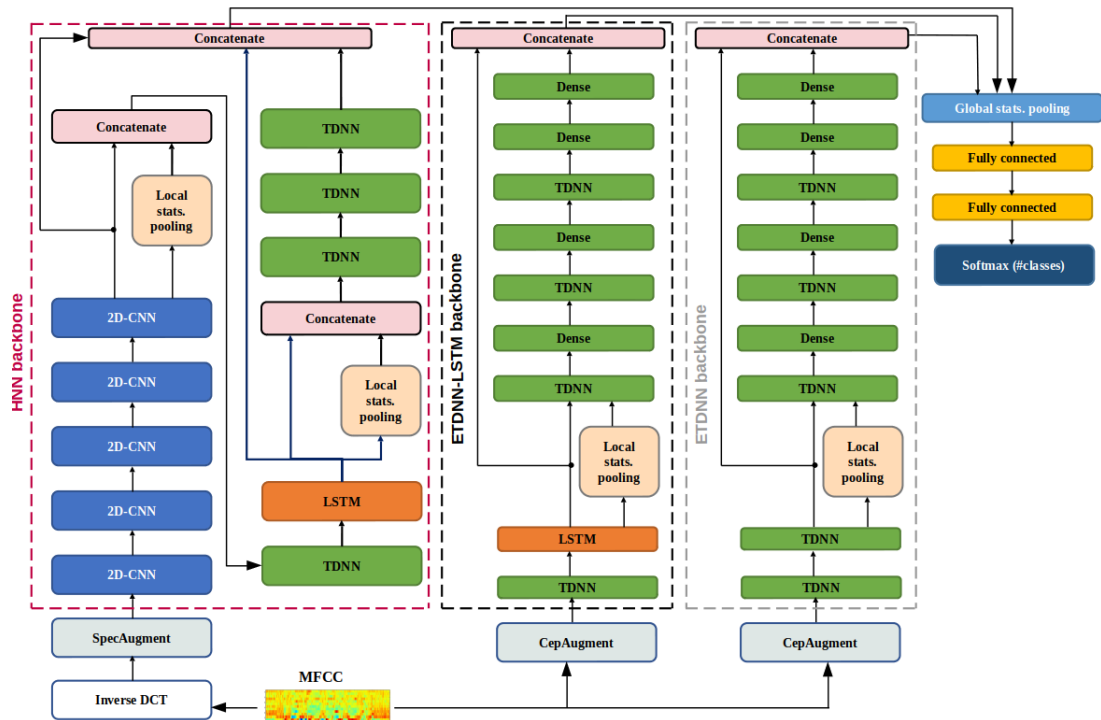 Concatenate
Concatenate
Local
stats.
pooling
2D-CNN
2D-CNN
2D-CNN
2D-CNN
2D-CNN
SpecAugment
Inverse DCT
HNN backbone
TDNN
TDNN
TDNN
Concatenate
Local
stats.
pooling
LSTM
TDNN
MFCC
ETDNN-LSTM backbone
Concatenate
Dense
Dense
TDNN
Dense
TDNN
Dense
TDNN
Local
stats.
pooling
LSTM
TDNN
CepAugment
ETDNN backbone
Concatenate
Dense
Dense
TDNN
Dense
TDNN
Dense
TDNN
Local
stats.
pooling
TDNN
TDNN
CepAugment
Global stats. pooling
Fully connected
Fully connected
Softmax (#classes)